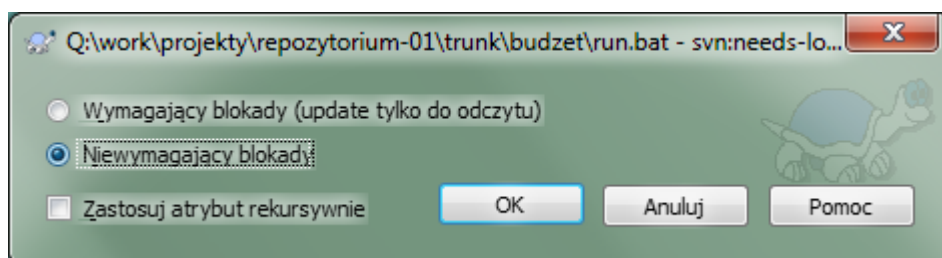 Q:\work\projekty\repozytorium-01\trunk\budzet\run.bat - svn:needs-lo...
Wymagający blokady (update tylko do odczytu)
Niewymagający blokady
Zastosuj atrybut rekursywnie
OK
Anuluj
Pomoc